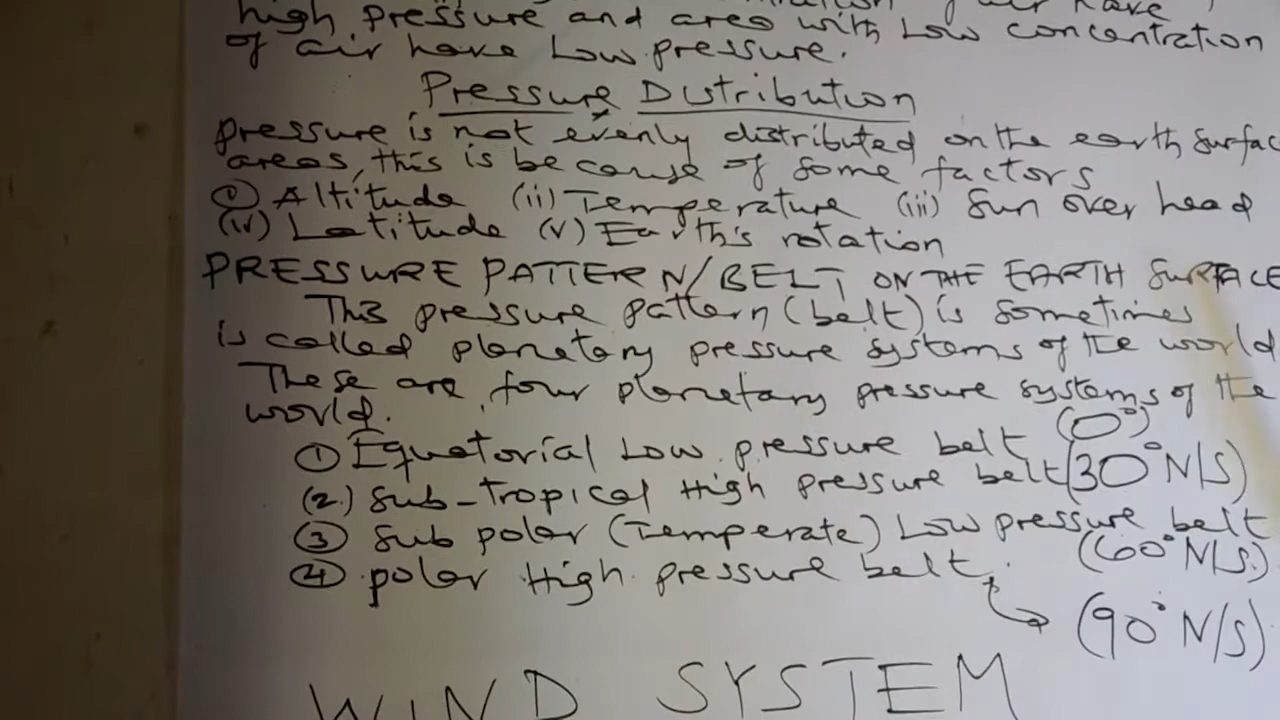 high pressure and area with Low concentration
of air have Low pressure.
Pressure Distribution
pressure is not evenly distributed on the earth surfac
areas, this is because of some factors
(i) Altitude (ii) Temperature (iii) Sun over head
(iv) Latitude (v) Earth's rotation
PRESSURE PATTERN/BELT ON THE EARTH SURFACE
This pressure pattern (belt) is sometimes
is called planetary pressure systems of the world
These are four planetary pressure systems of the
world.
① Equatorial Low pressure belt (0°)
(2.) Sub-tropical High pressure belt (30° N/S)
③ Sub polar (Temperate) Low pressure belt
(60° N/S.)
④ polar High pressure belt.
(90° N/S)
WIND SYSTEM